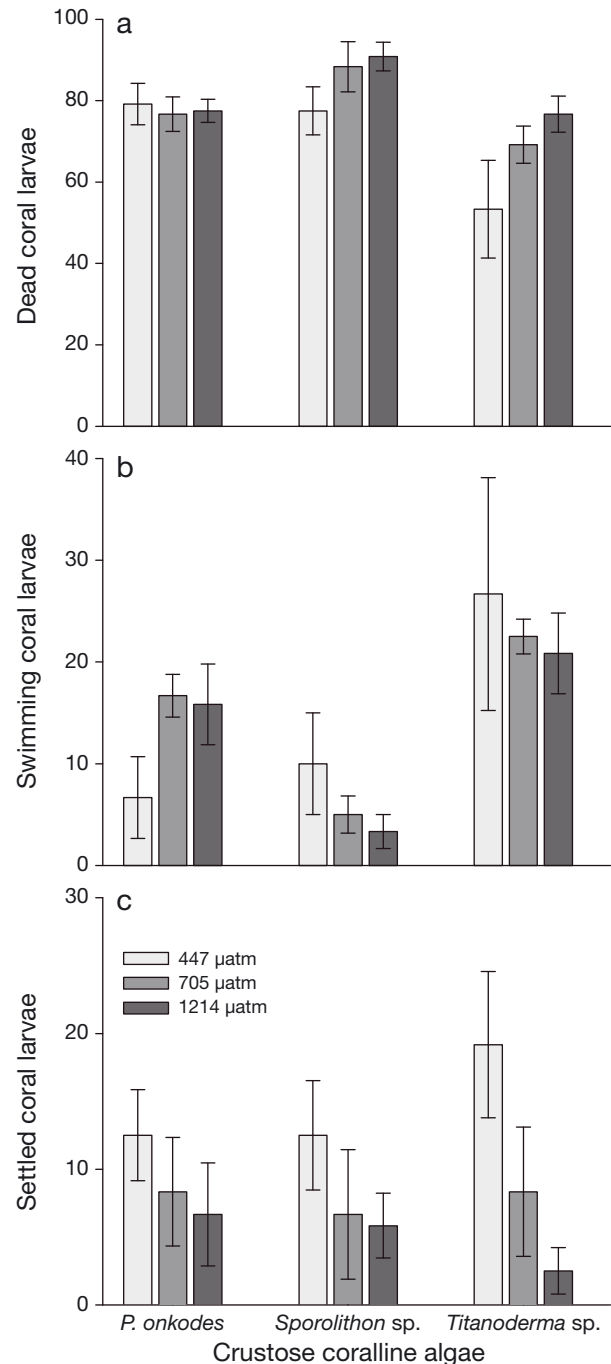 a
100
80
60
40
20
0
Dead coral larvae
b
40
30
20
10
0
Swimming coral larvae
c
30
20
10
0
Settled coral larvae
447 µatm
705 µatm
1214 µatm
P. onkodes Sporolithon sp. Titanoderma sp.
Crustose coralline algae